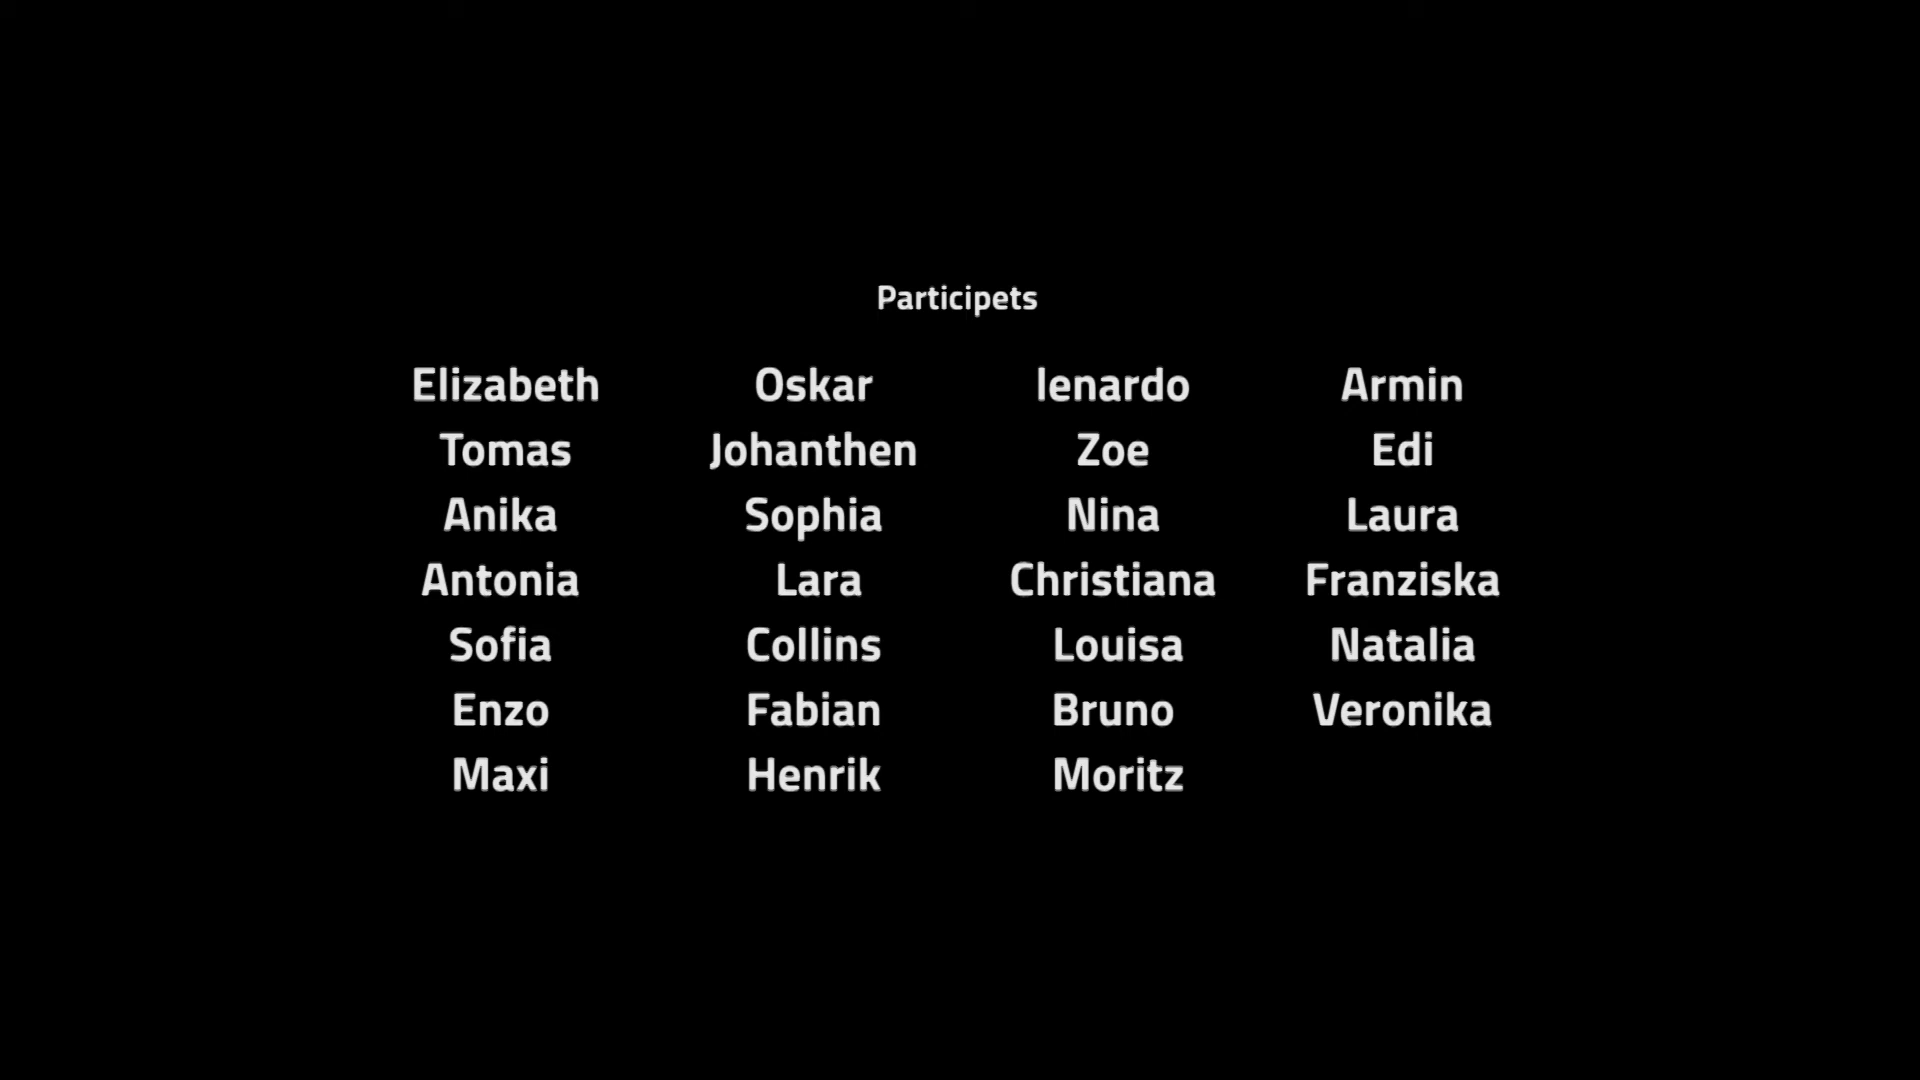 Participets
Elizabeth Oskar lenardo Armin
Tomas Johanthen Zoe Edi
Anika Sophia Nina Laura
Antonia Lara Christiana Franziska
Sofia Collins Louisa Natalia
Enzo Fabian Bruno Veronika
Maxi Henrik Moritz